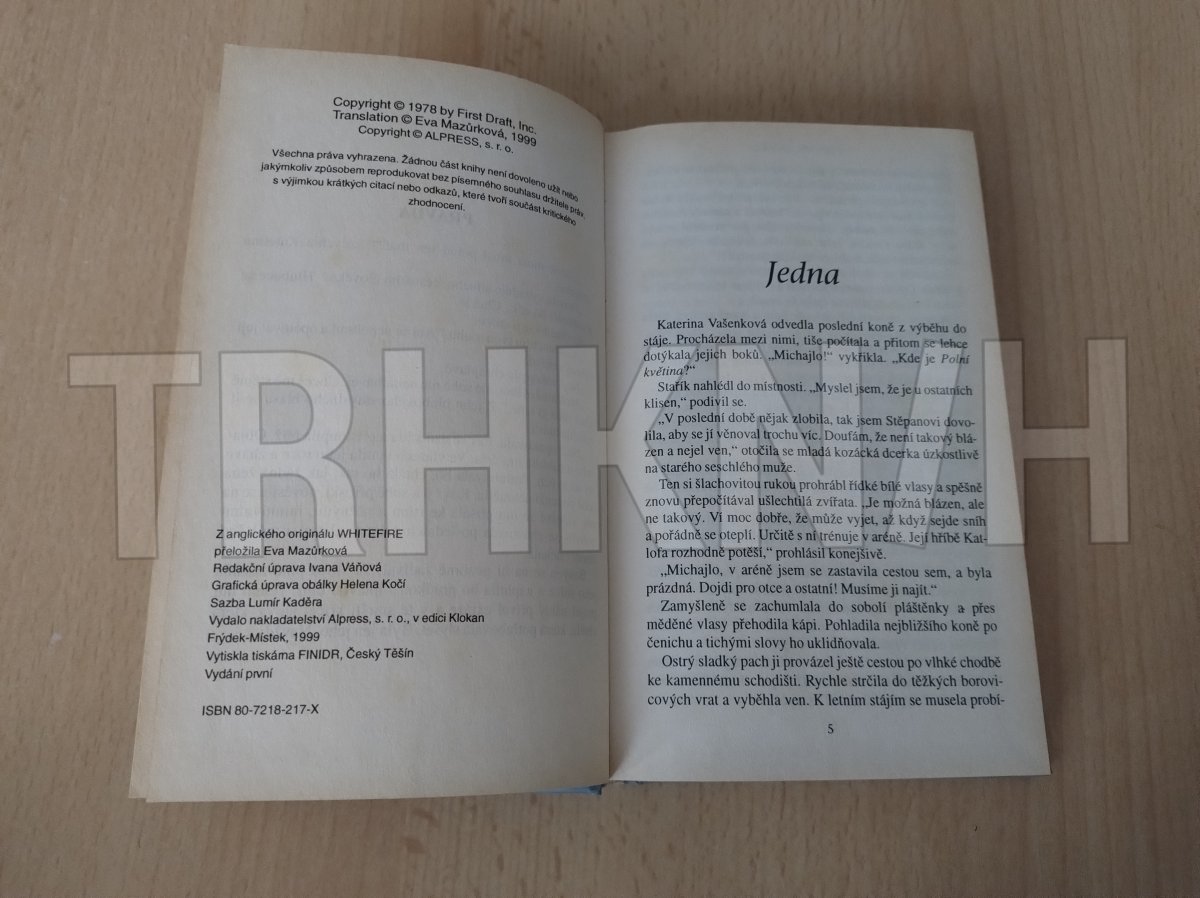 Copyright © 1978 by First Draft, Inc.
Translation © Eva Mazůrková, 1999
Copyright © ALPRESS, s. r. o.
Všechna práva vyhrazena. Žádnou část knihy není dovoleno užít nebo
jakýmkoliv způsobem reprodukovat bez písemného souhlasu držitele práv,
s výjimkou krátkých citací nebo odkazů, které tvoří součást kritického
zhodnocení.
Z anglického originálu WHITEFIRE
přeložila Eva Mazůrková
Redakční úprava Ivana Váňová
Grafická úprava obálky Helena Kočí
Sazba Lumír Kaděra
Vydalo nakladatelství Alpress, s. r. o., v edici Klokan
Frýdek-Místek, 1999
Vytiskla tiskárna FINIDR, Český Těšín
Vydání první
ISBN 80-7218-217-X
Jedna
Katerina Vašenková odvedla poslední koně z výběhu do
stáje. Procházela mezi nimi, tiše počítala a přitom se lehce
dotýkala jejich boků. „Michajlo!“ vykřikla. „Kde je Polní
květina?“
Stařík nahlédl do místnosti. „Myslel jsem, že je u ostatních
klisen,“ podivil se.
„V poslední době nějak zlobila, tak jsem Stěpanovi dovo-
lila, aby se jí věnoval trochu víc. Doufám, že není takový blá-
zen a nejel ven,“ otočila se mladá kozácká dcerka úzkostlivě
na starého seschlého muže.
Ten si šlachovitou rukou prohrábl řídké bílé vlasy a spěšně
znovu přepočítával ušlechtilá zvířata. „Je možná blázen, ale
ne takový. Ví moc dobře, že může vyjet, až když sejde sníh
a pořádně se oteplí. Určitě s ní trénuje v aréně. Její hříbě Kat-
lofa rozhodně potěší,“ prohlásil konejšivě.
„Michajlo, v aréně jsem se zastavila cestou sem, a byla
prázdná. Dojdi pro otce a ostatní! Musíme ji najít.“
Zamyšleně se zachumlala do sobolí pláštěnky a přes
měděné vlasy přehodila kápi. Pohladila nejbližšího koně po
čenichu a tichými slovy ho uklidňovala.
Ostrý sladký pach ji provázel ještě cestou po vlhké chodbě
ke kamennému schodišti. Rychle strčila do těžkých borovi-
cových vrat a vyběhla ven. K letním stájím se musela probí-
5
TRHKNIH